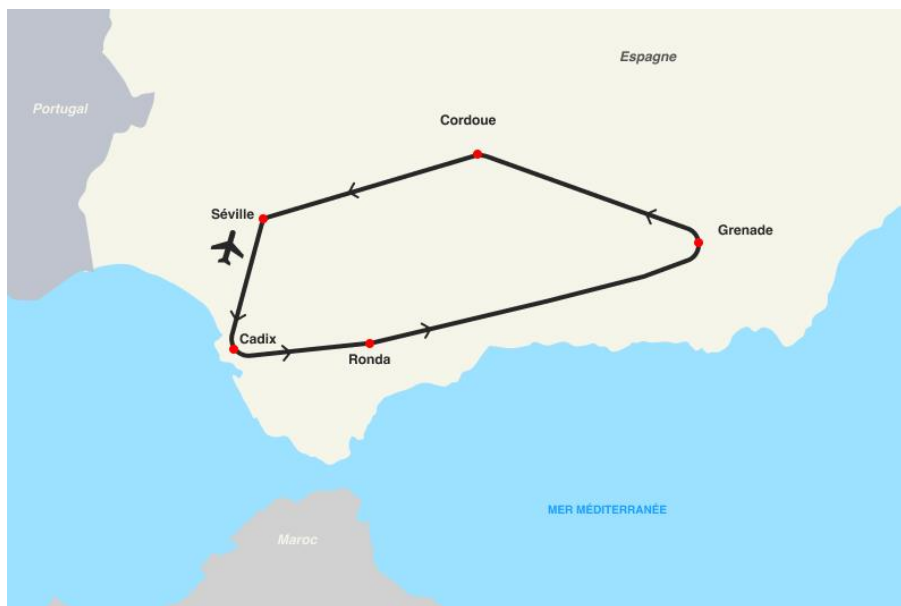 Espagne
Portugal
Cordoue
Séville
Grenade
Cadix
Ronda
MER MÉDITERRANÉE
Maroc